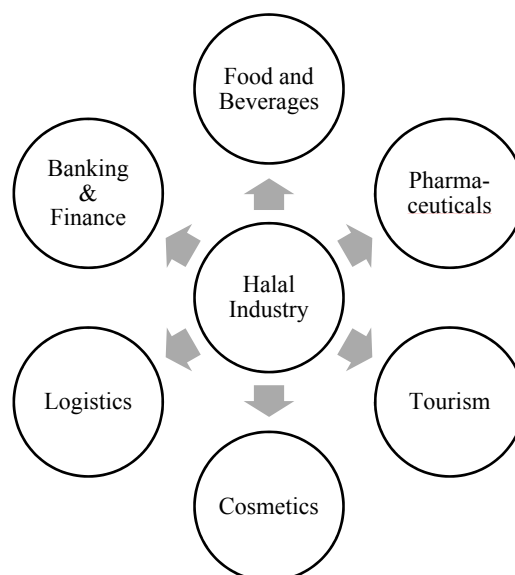 Food and
Beverages
Banking
&
Finance
Pharma-
ceuticals
Halal
Industry
Logistics
Tourism
Cosmetics